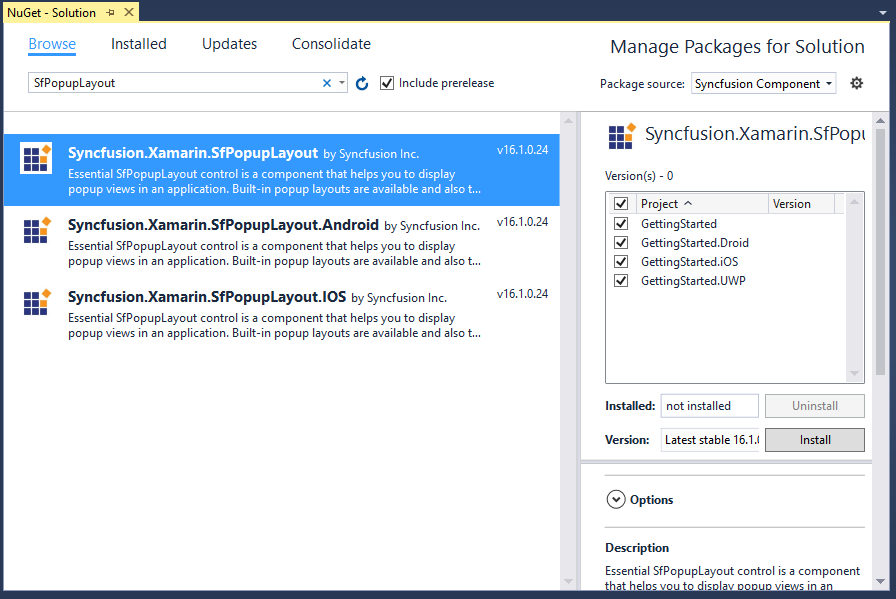 NuGet - Solution
Browse Installed Updates Consolidate
Manage Packages for Solution
SfPopupLayout
Include prerelease
Package source: Syncfusion Component
Syncfusion.Xamarin.SfPopupLayout by Syncfusion Inc. v16.1.0.24
Essential SfPopupLayout control is a component that helps you to display
popup views in an application. Built-in popup layouts are available and also t...
Syncfusion.Xamarin.SfPopupLayout.Android by Syncfusion Inc. v16.1.0.24
Essential SfPopupLayout control is a component that helps you to display
popup views in an application. Built-in popup layouts are available and also t...
Syncfusion.Xamarin.SfPopupLayout.IOS by Syncfusion Inc. v16.1.0.24
Essential SfPopupLayout control is a component that helps you to display
popup views in an application. Built-in popup layouts are available and also t...
Syncfusion.Xamarin.SfPopu
Version(s) - 0
Project Version
GettingStarted
GettingStarted.Droid
GettingStarted.iOS
GettingStarted.UWP
Installed: not installed Uninstall
Version: Latest stable 16.1.0 Install
Options
Description
Essential SfPopupLayout control is a component
that helps you to display popup views in an